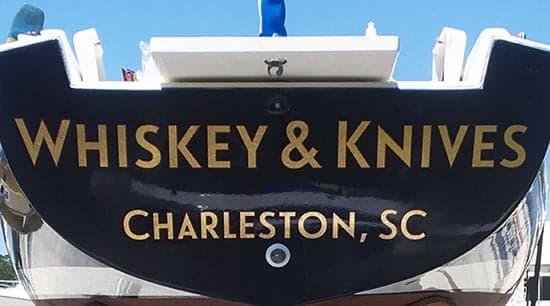 WHISKEY & KNIVES
CHARLESTON, SC